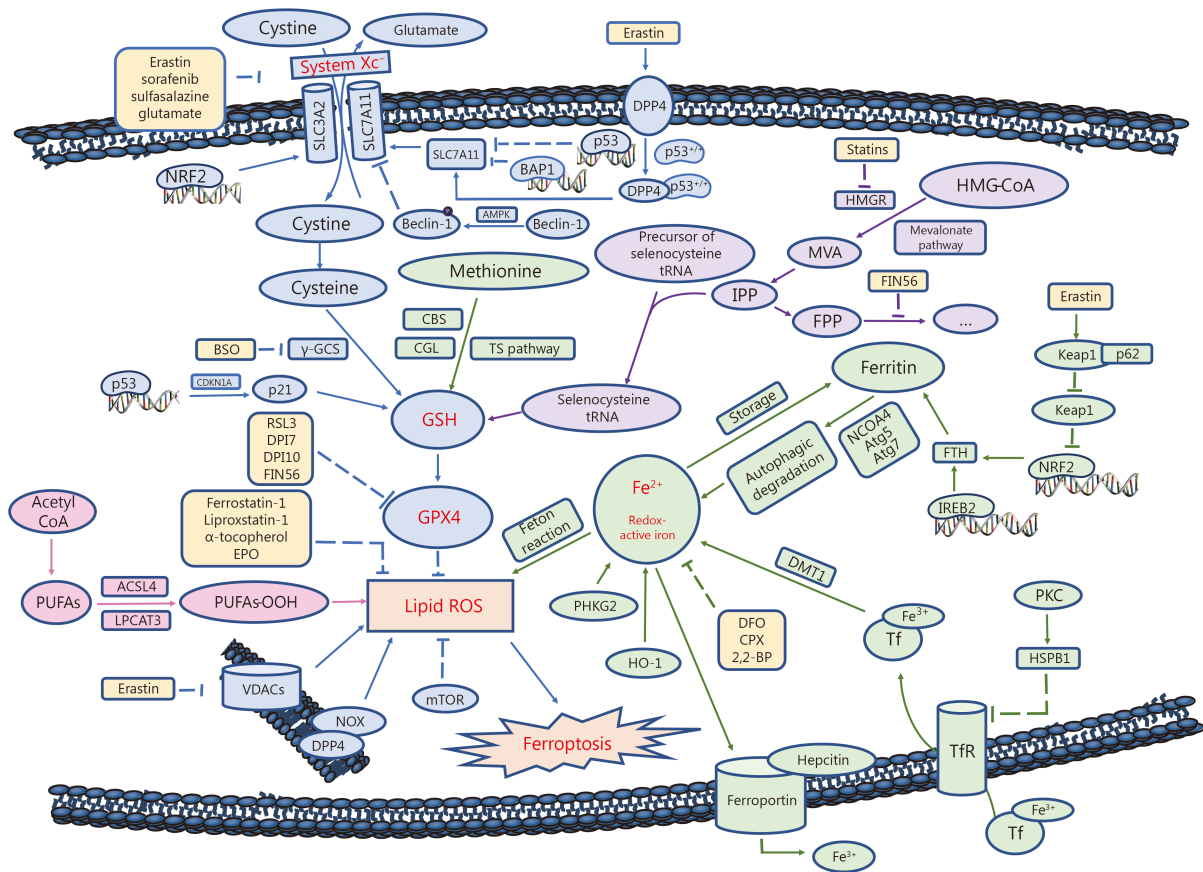 Cystine
Glutamate
System Xc⁻
Erastin
sorafenib
sulfasalazine
glutamate
SLC3A2
SLC7A11
NRF2
Erastin
DPP4
SLC7A11
p53
BAP1
p53⁺/⁺
DPP4
p53⁺/⁺
Beclin-1
P
AMPK
Beclin-1
Statins
HMGR
HMG-CoA
Mevalonate
pathway
MVA
IPP
FPP
FIN56
...
Precursor of
selenocysteine
tRNA
Cystine
Cysteine
Methionine
CBS
CGL
TS pathway
BSO
γ-GCS
p53
CDKN1A
p21
GSH
Selenocysteine
tRNA
RSL3
DPI7
DPI10
FIN56
GPX4
Ferrostatin-1
Liproxstatin-1
α-tocopherol
EPO
Acetyl
CoA
PUFAs
ACSL4
LPCAT3
PUFAs-OOH
Lipid ROS
Erastin
VDACs
NOX
DPP4
mTOR
Ferroptosis
Ferritin
Storage
Autophagic
degradation
NCOA4
Atg5
Atg7
Fe²⁺
Redox-
active iron
Feton
reaction
PHKG2
HO-1
DFO
CPX
2,2-BP
DMT1
Erastin
Keap1
p62
Keap1
NRF2
FTH
IREB2
Fe³⁺
Tf
PKC
HSPB1
TfR
Fe³⁺
Tf
Hepcitin
Ferroportin
Fe³⁺